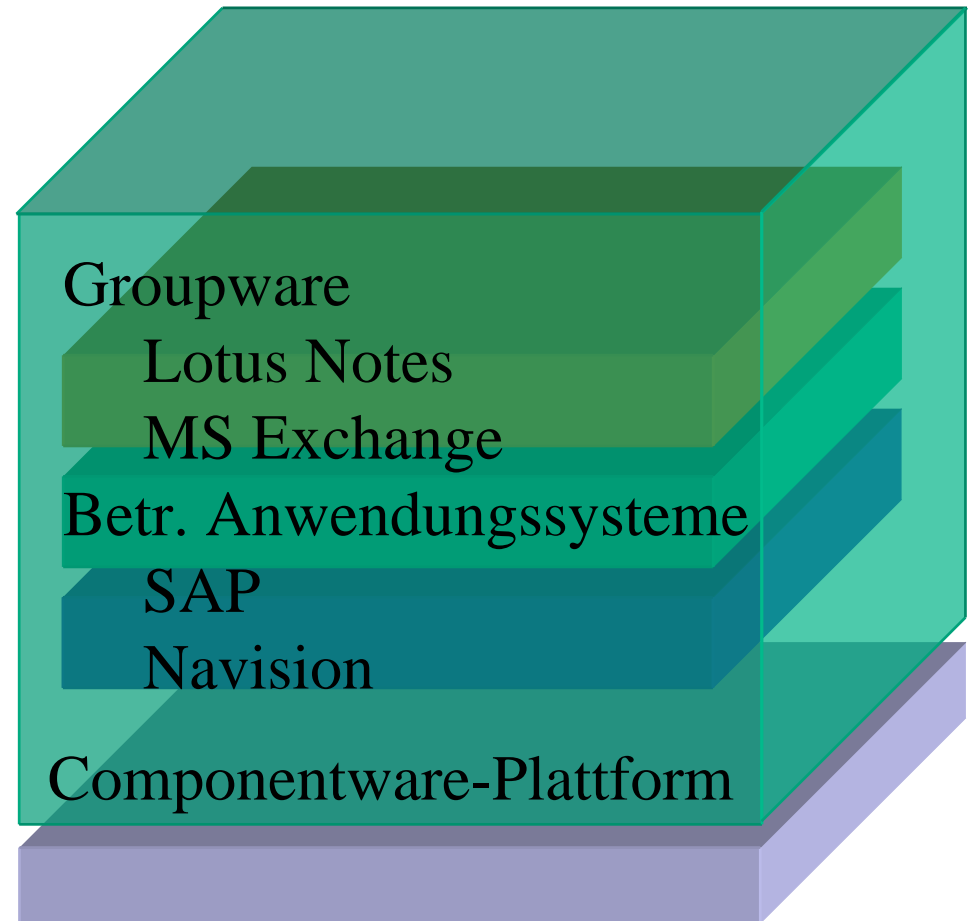 Groupware
Lotus Notes
MS Exchange
Betr. Anwendungssysteme
SAP
Navision
Componentware-Plattform